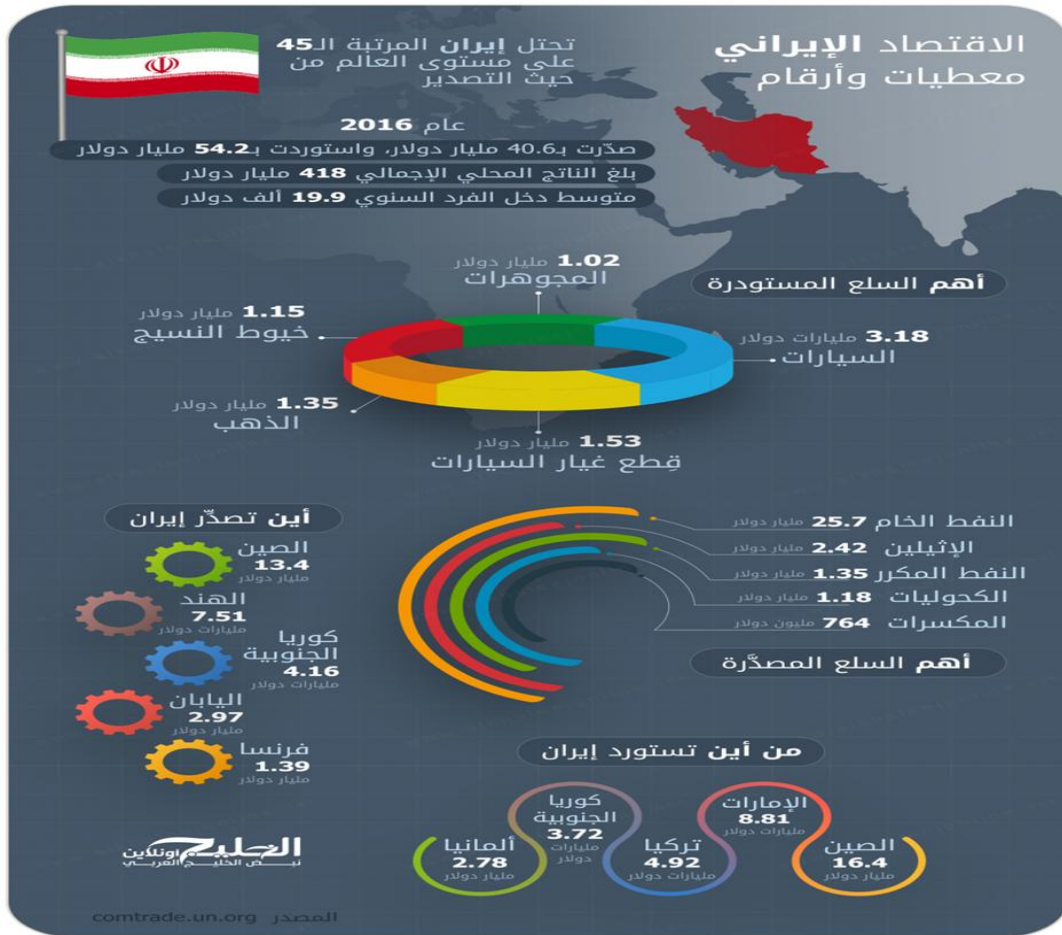 الاقتصاد الإيراني
معطيات وأرقام
تحتل إيران المرتبة الـ45
على مستوى العالم من
حيث التصدير
عام 2016
صدّرت بـ40.6 مليار دولار، واستوردت بـ54.2 مليار دولار
بلغ الناتج المحلي الإجمالي 418 مليار دولار
متوسط دخل الفرد السنوي 19.9 ألف دولار
أهم السلع المستودرة
1.02 مليار دولار
المجوهرات
3.18 مليارات دولار
السيارات
1.15 مليار دولار
خيوط النسيج
1.35 مليار دولار
الذهب
1.53 مليار دولار
قِطع غيار السيارات
النفط الخام 25.7 مليار دولار
الإثيلين 2.42 مليار دولار
النفط المكرر 1.35 مليار دولار
الكحوليات 1.18 مليار دولار
المكسرات 764 مليون دولار
أهم السلع المصدَّرة
أين تصدّر إيران
الصين
13.4
مليار دولار
الهند
7.51
مليارات دولار
كوريا
الجنوبية
4.16
مليارات دولار
اليابان
2.97
مليار دولار
فرنسا
1.39
مليار دولار
من أين تستورد إيران
الصين
16.4
مليار دولار
الإمارات
8.81
مليارات دولار
تركيا
4.92
مليارات دولار
كوريا
الجنوبية
3.72
مليارات
دولار
ألمانيا
2.78
مليار دولار
الخليج أونلاين
نبض الخليج العربي
المصدر comtrade.un.org